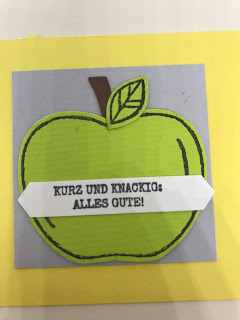 KURZ UND KNACKIG:
ALLES GUTE!